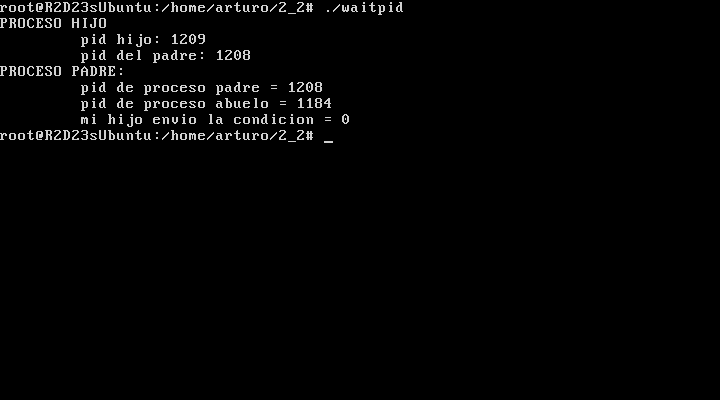 root@R2D23sUbuntu:/home/arturo/2_2# ./waitpid
PROCESO HIJO
pid hijo: 1209
pid del padre: 1208
PROCESO PADRE:
pid de proceso padre = 1208
pid de proceso abuelo = 1184
mi hijo envio la condicion = 0
root@R2D23sUbuntu:/home/arturo/2_2# _